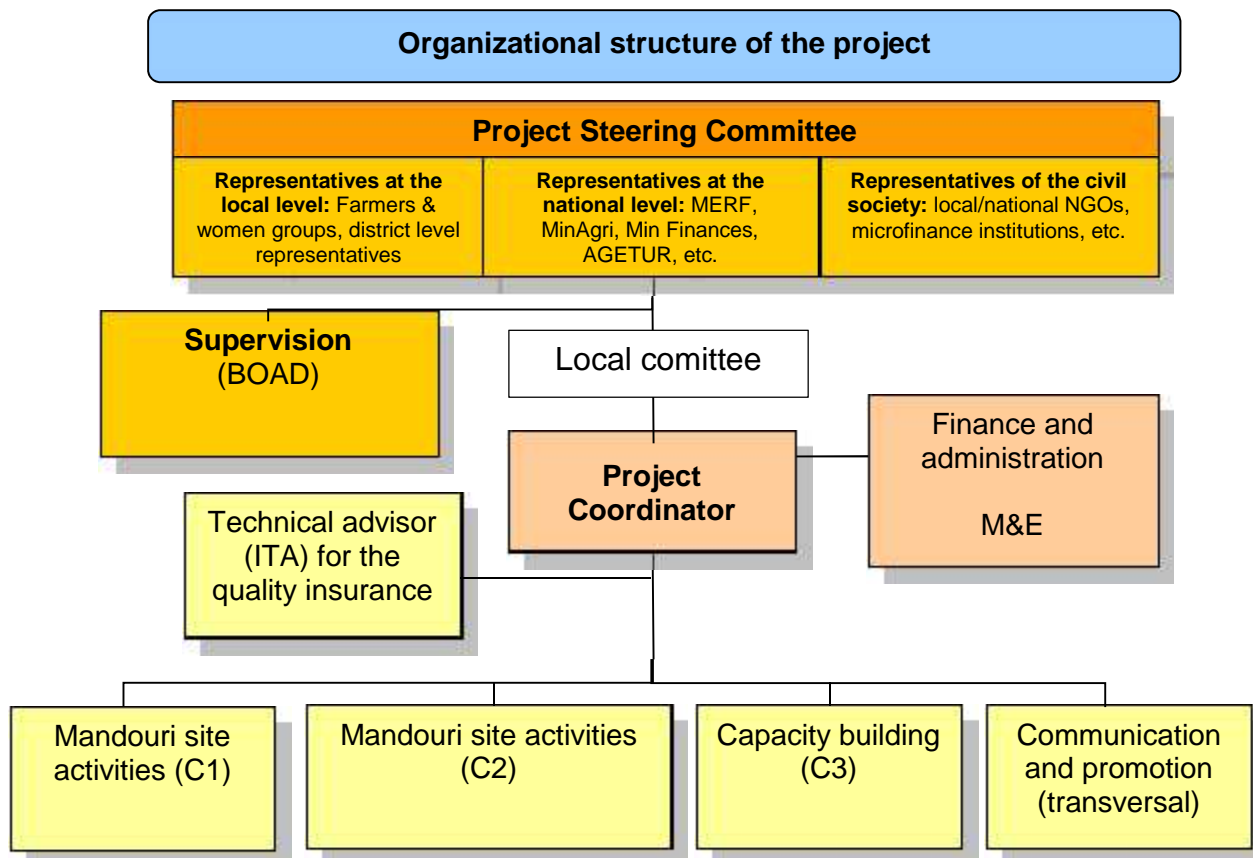 Organizational structure of the project
Project Steering Committee
Representatives at the
local level: Farmers &
women groups, district level
representatives
Representatives at the
national level: MERF,
MinAgri, Min Finances,
AGETUR, etc.
Representatives of the civil
society: local/national NGOs,
microfinance institutions, etc.
Supervision
(BOAD)
Local comittee
Project
Coordinator
Finance and
administration
M&E
Technical advisor
(ITA) for the
quality insurance
Mandouri site
activities (C1)
Mandouri site activities
(C2)
Capacity building
(C3)
Communication
and promotion
(transversal)